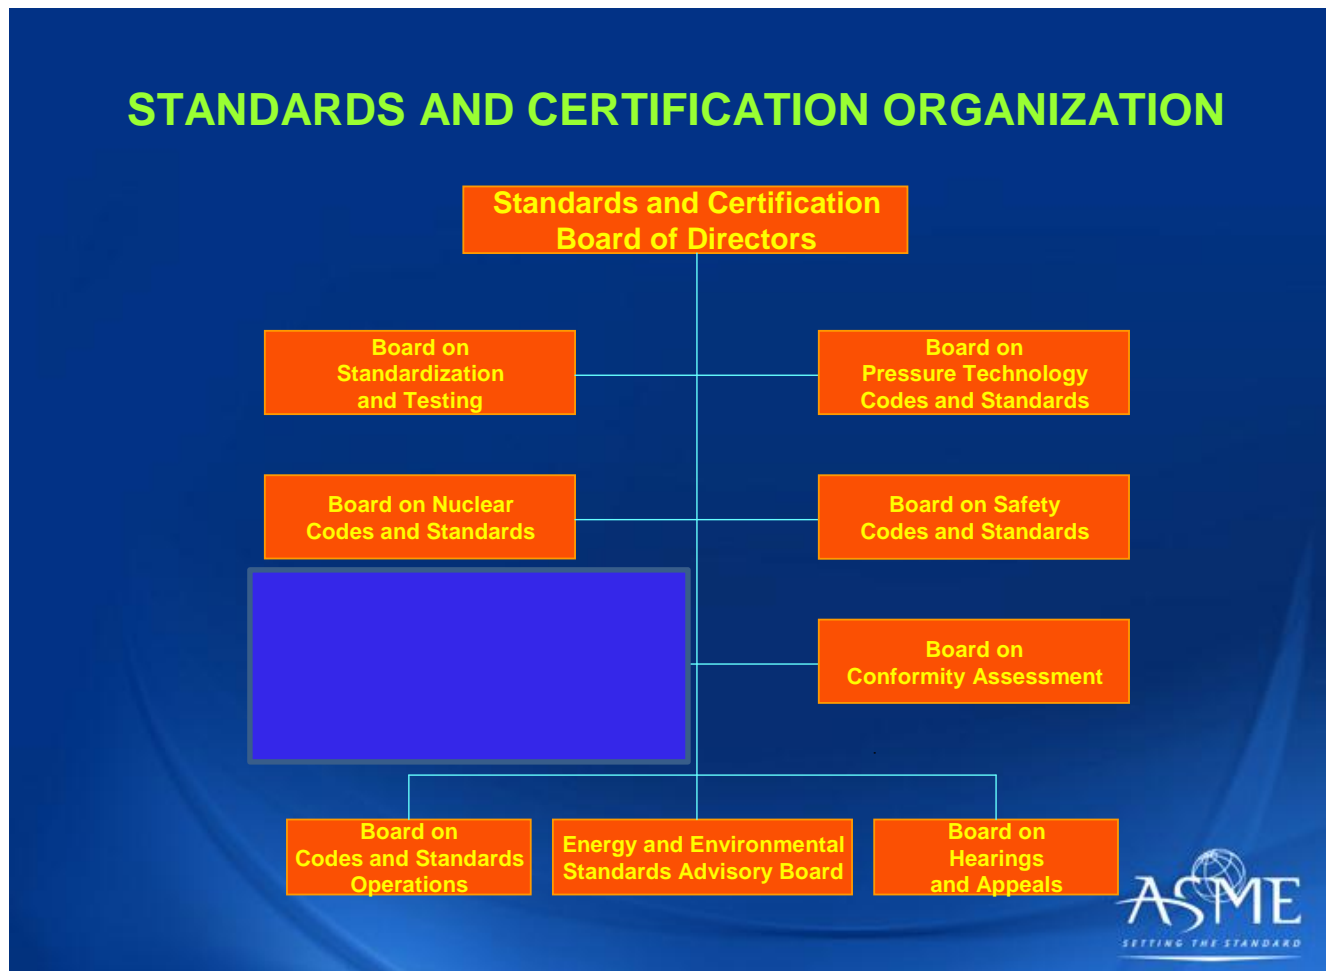 STANDARDS AND CERTIFICATION ORGANIZATION
Standards and Certification
Board of Directors
Board on
Standardization
and Testing
Board on
Pressure Technology
Codes and Standards
Board on Nuclear
Codes and Standards
Board on Safety
Codes and Standards
Board on
Conformity Assessment
Board on
Codes and Standards
Operations
Energy and Environmental
Standards Advisory Board
Board on
Hearings
and Appeals
ASME
SETTING THE STANDARD